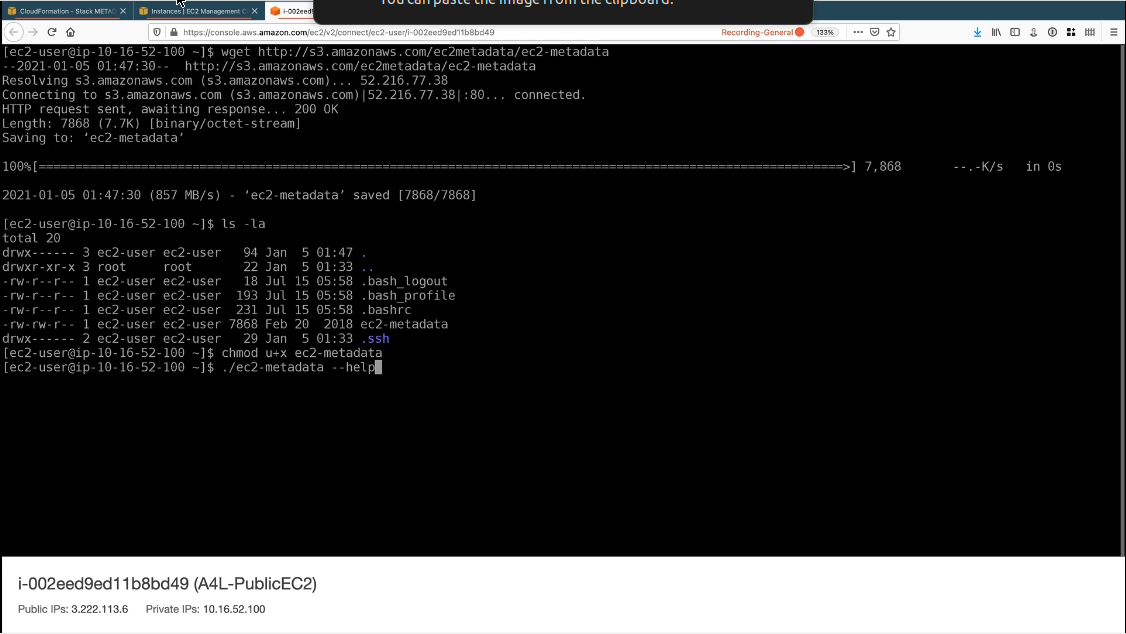 You can paste the image from the clipboard.
CloudFormation - Stack META
Instances | EC2 Management C
i-002eed
https://console.aws.amazon.com/ec2/v2/connect/ec2-user/i-002eed9ed11b8bd49
Recording-General
133%
[ec2-user@ip-10-16-52-100 ~]$ wget http://s3.amazonaws.com/ec2metadata/ec2-metadata
--2021-01-05 01:47:30--  http://s3.amazonaws.com/ec2metadata/ec2-metadata
Resolving s3.amazonaws.com (s3.amazonaws.com)... 52.216.77.38
Connecting to s3.amazonaws.com (s3.amazonaws.com)|52.216.77.38|:80... connected.
HTTP request sent, awaiting response... 200 OK
Length: 7868 (7.7K) [binary/octet-stream]
Saving to: ‘ec2-metadata’
100%[==============================================================================================================>] 7,868       --.-K/s   in 0s
2021-01-05 01:47:30 (857 MB/s) - ‘ec2-metadata’ saved [7868/7868]
[ec2-user@ip-10-16-52-100 ~]$ ls -la
total 20
drwx------ 3 ec2-user ec2-user   94 Jan  5 01:47 .
drwxr-xr-x 3 root     root       22 Jan  5 01:33 ..
-rw-r--r-- 1 ec2-user ec2-user   18 Jul 15 05:58 .bash_logout
-rw-r--r-- 1 ec2-user ec2-user  193 Jul 15 05:58 .bash_profile
-rw-r--r-- 1 ec2-user ec2-user  231 Jul 15 05:58 .bashrc
-rw-rw-r-- 1 ec2-user ec2-user 7868 Feb 20  2018 ec2-metadata
drwx------ 2 ec2-user ec2-user   29 Jan  5 01:33 .ssh
[ec2-user@ip-10-16-52-100 ~]$ chmod u+x ec2-metadata
[ec2-user@ip-10-16-52-100 ~]$ ./ec2-metadata --help
i-002eed9ed11b8bd49 (A4L-PublicEC2)
Public IPs: 3.222.113.6 Private IPs: 10.16.52.100